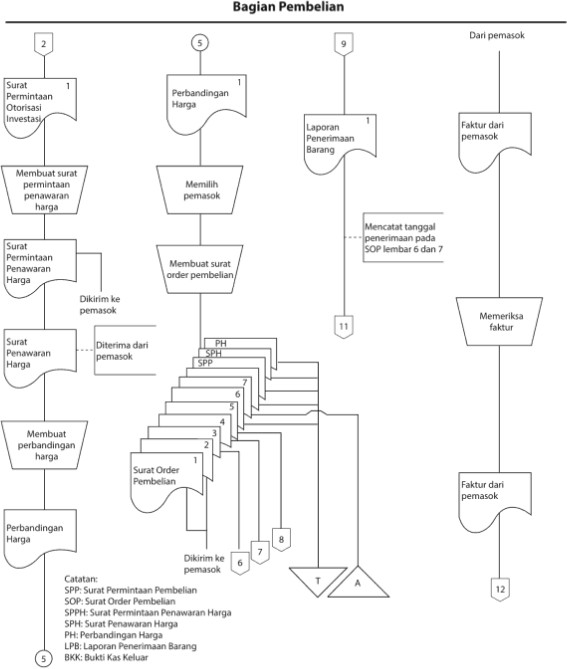 Bagian Pembelian
2
Surat
Permintaan
Otorisasi
Investasi
1
Membuat surat
permintaan
penawaran
harga
Surat
Permintaan
Penawaran
Harga
Dikirim ke
pemasok
Surat
Penawaran
Harga
Diterima dari
pemasok
Membuat
perbandingan
harga
Perbandingan
Harga
5
5
Perbandingan
Harga
1
Memilih
pemasok
Membuat surat
order pembelian
PH
SPH
SPP
7
6
5
4
3
2
1
Surat Order
Pembelian
Dikirim ke
pemasok
6
7
8
T
A
9
Laporan
Penerimaan
Barang
1
Mencatat tanggal
penerimaan pada
SOP lembar 6 dan 7
11
Dari pemasok
Faktur dari
pemasok
Memeriksa
faktur
Faktur dari
pemasok
12
Catatan:
SPP: Surat Permintaan Pembelian
SOP: Surat Order Pembelian
SPPH: Surat Permintaan Penawaran Harga
SPH: Surat Penawaran Harga
PH: Perbandingan Harga
LPB: Laporan Penerimaan Barang
BKK: Bukti Kas Keluar